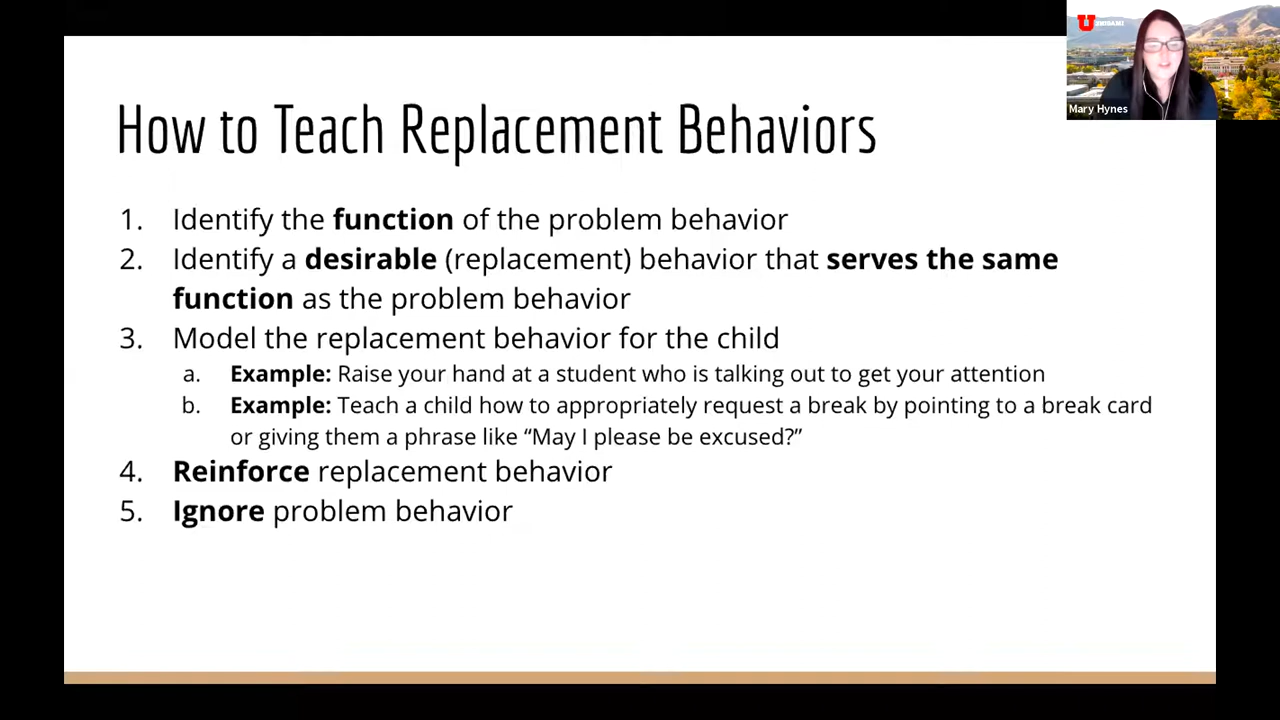 How to Teach Replacement Behaviors
1. Identify the function of the problem behavior
2. Identify a desirable (replacement) behavior that serves the same
function as the problem behavior
3. Model the replacement behavior for the child
a. Example: Raise your hand at a student who is talking out to get your attention
b. Example: Teach a child how to appropriately request a break by pointing to a break card
or giving them a phrase like “May I please be excused?”
4. Reinforce replacement behavior
5. Ignore problem behavior
U
Mary Hynes